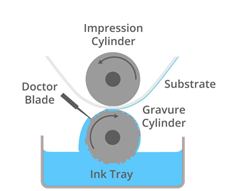 Impression
Cylinder
Doctor
Blade
Substrate
Gravure
Cylinder
Ink Tray